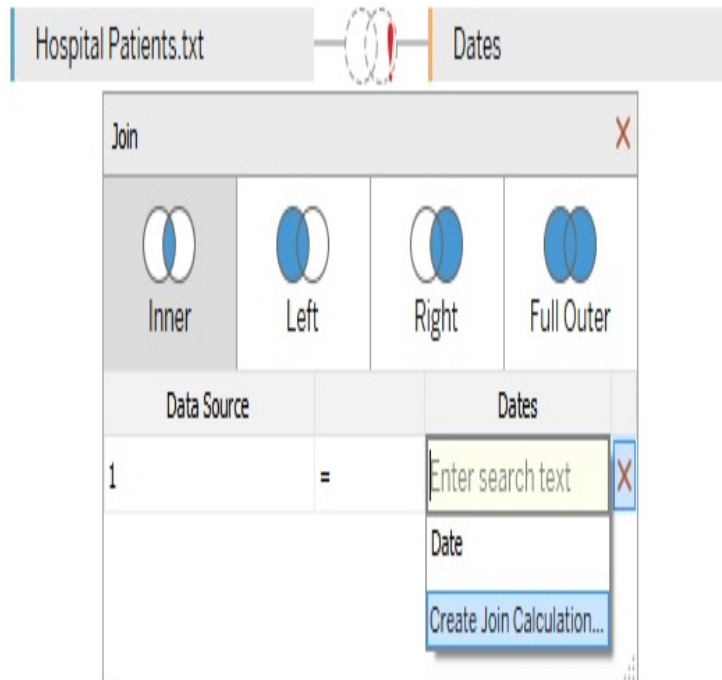 Hospital Patients.txt
Dates
Join
Inner
Left
Right
Full Outer
Data Source
Dates
1
=
Enter search text
Date
Create Join Calculation...